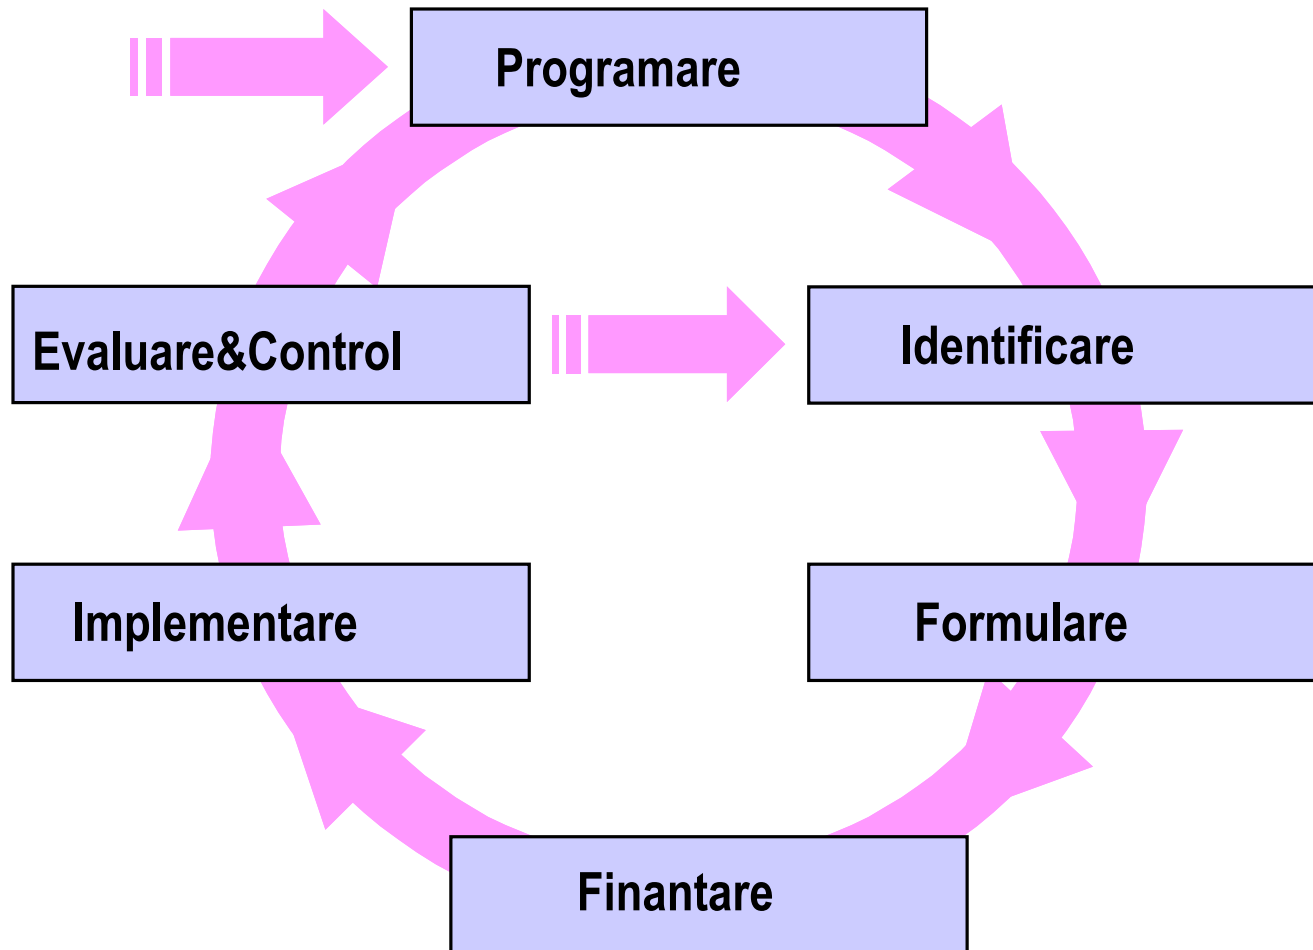 Programare
Evaluare&Control
Identificare
Implementare
Formulare
Finantare